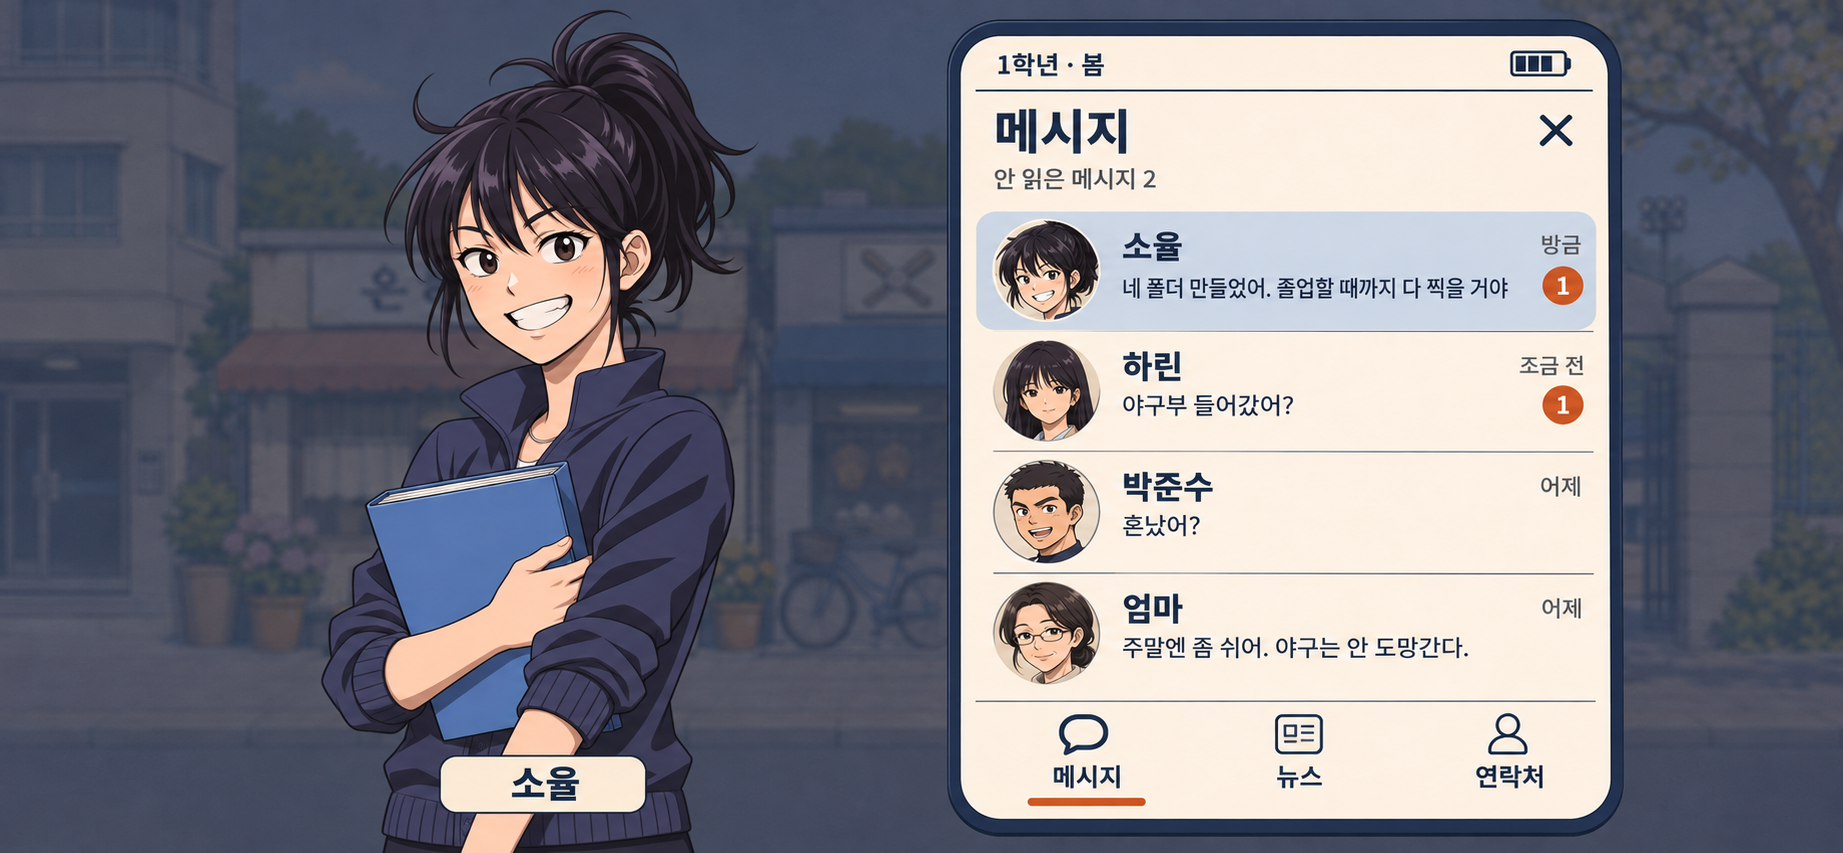 1학년 · 봄
메시지
안 읽은 메시지 2
소율
방금
네 폴더 만들었어. 졸업할 때까지 다 찍을 거야
1
하린
조금 전
야구부 들어갔어?
1
박준수
어제
혼났어?
엄마
어제
주말엔 좀 쉬어. 야구는 안 도망간다.
메시지
뉴스
연락처
소율